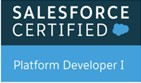 SALESFORCE
CERTIFIED
Platform Developer I